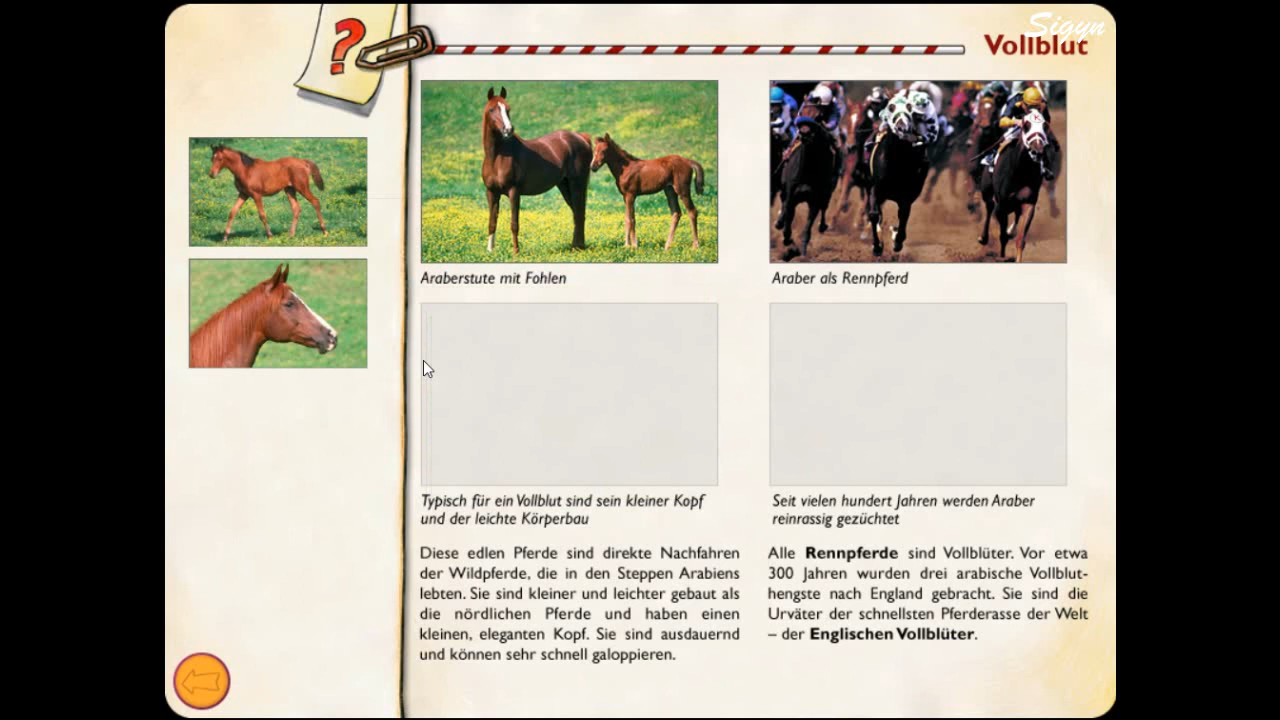 ?
Sigyn
Vollblut
Araberstute mit Fohlen
Araber als Rennpferd
Typisch für ein Vollblut sind sein kleiner Kopf
und der leichte Körperbau
Seit vielen hundert Jahren werden Araber
reinrassig gezüchtet
Diese edlen Pferde sind direkte Nachfahren
der Wildpferde, die in den Steppen Arabiens
lebten. Sie sind kleiner und leichter gebaut als
die nördlichen Pferde und haben einen
kleinen, eleganten Kopf. Sie sind ausdauernd
und können sehr schnell galoppieren.
Alle Rennpferde sind Vollblüter. Vor etwa
300 Jahren wurden drei arabische Vollblut-
hengste nach England gebracht. Sie sind die
Urväter der schnellsten Pferderasse der Welt
– der Englischen Vollblüter.